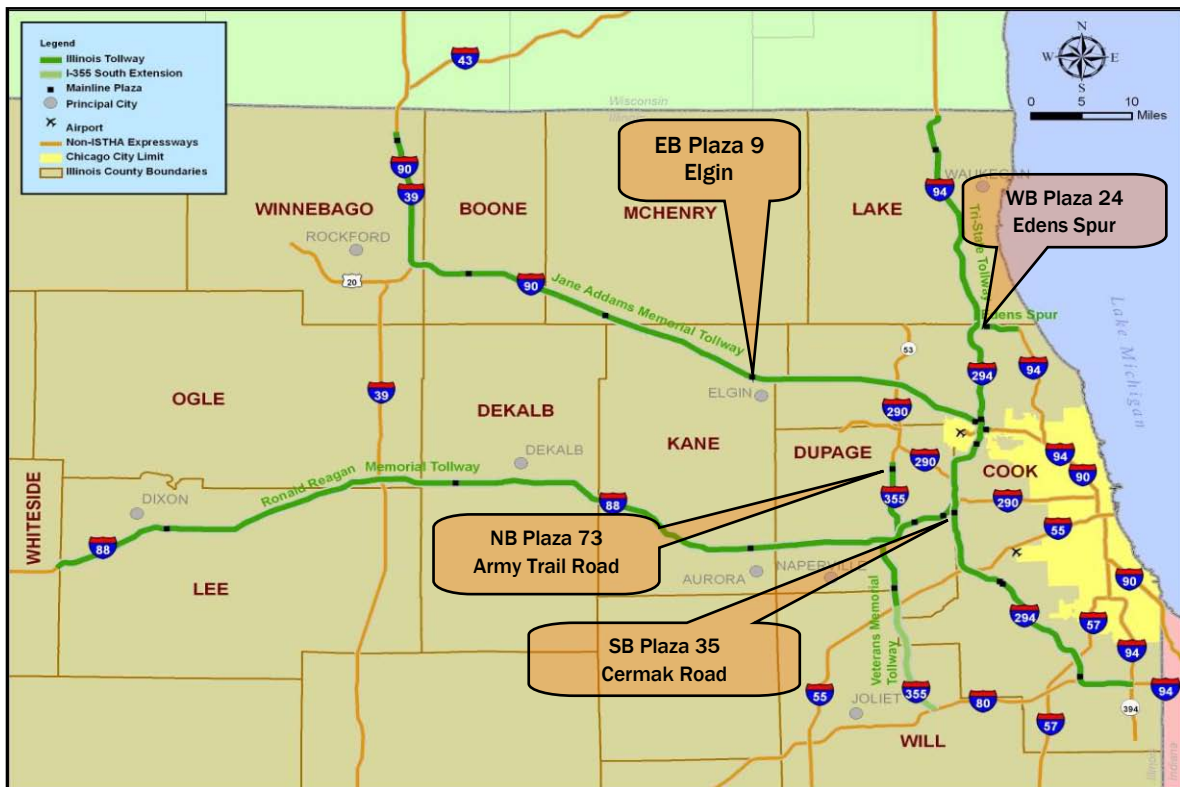 Legend
Illinois Tollway
I-355 South Extension
Mainline Plaza
Principal City
Airport
Non-ISTHA Expressways
Chicago City Limit
Illinois County Boundaries
43
N
W E
S
0 5 10
Miles
Wisconsin
Illinois
EB Plaza 9
Elgin
WAUKEGAN
WB Plaza 24
Edens Spur
90
39
94
WINNEBAGO
BOONE
MCHENRY
LAKE
ROCKFORD
20
90
Jane Addams Memorial Tollway
Tri-State Tollway
Edens Spur
Lake Michigan
53
294
94
OGLE
39
DEKALB
ELGIN
290
KANE
DUPAGE
COOK
290
94
90
290
DEKALB
Ronald Reagan Memorial Tollway
DIXON
WHITESIDE
88
355
88
55
NB Plaza 73
Army Trail Road
AURORA
NAPERVILLE
LEE
90
294
57
SB Plaza 35
Cermak Road
Veterans Memorial
Tollway
94
55
JOLIET
355
80
94
394
57
WILL
Illinois
Indiana